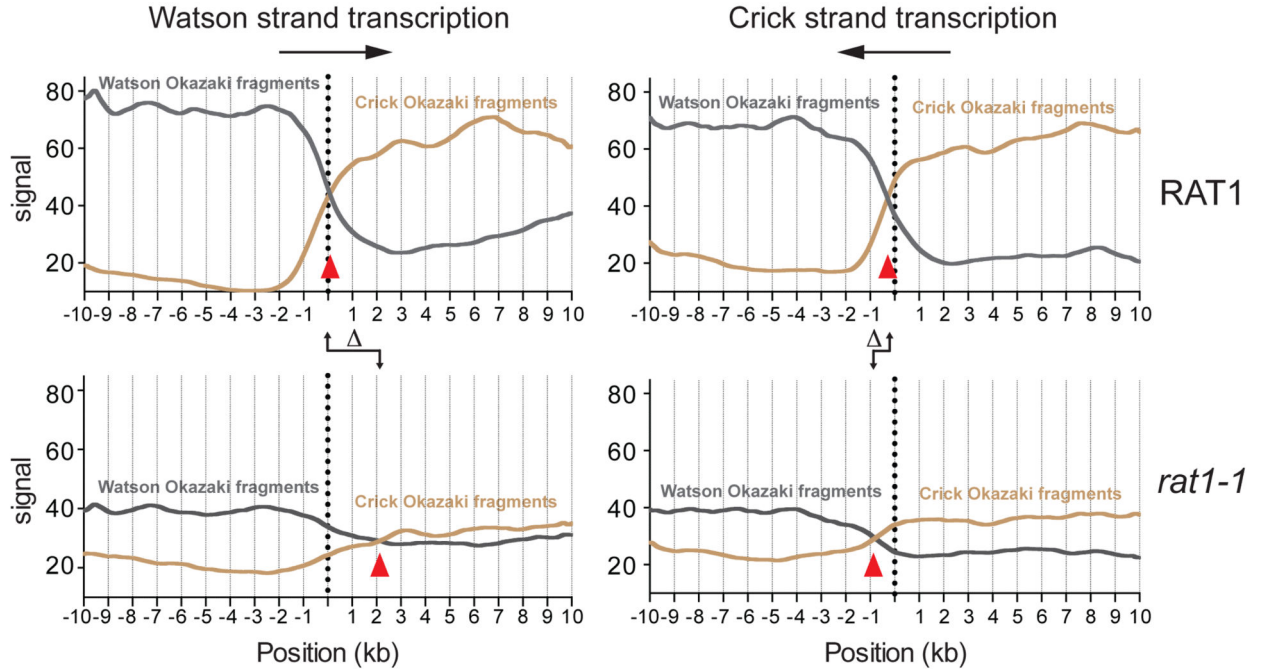 Watson strand transcription
Crick strand transcription
80
60
40
20
signal
Watson Okazaki fragments
Crick Okazaki fragments
-10 -9 -8 -7 -6 -5 -4 -3 -2 -1 1 2 3 4 5 6 7 8 9 10
80
60
40
20
Watson Okazaki fragments
Crick Okazaki fragments
-10 -9 -8 -7 -6 -5 -4 -3 -2 -1 1 2 3 4 5 6 7 8 9 10
RAT1
Δ
Δ
80
60
40
20
signal
Watson Okazaki fragments
Crick Okazaki fragments
-10 -9 -8 -7 -6 -5 -4 -3 -2 -1 1 2 3 4 5 6 7 8 9 10
Position (kb)
80
60
40
20
Watson Okazaki fragments
Crick Okazaki fragments
-10 -9 -8 -7 -6 -5 -4 -3 -2 -1 1 2 3 4 5 6 7 8 9 10
Position (kb)
rat1-1